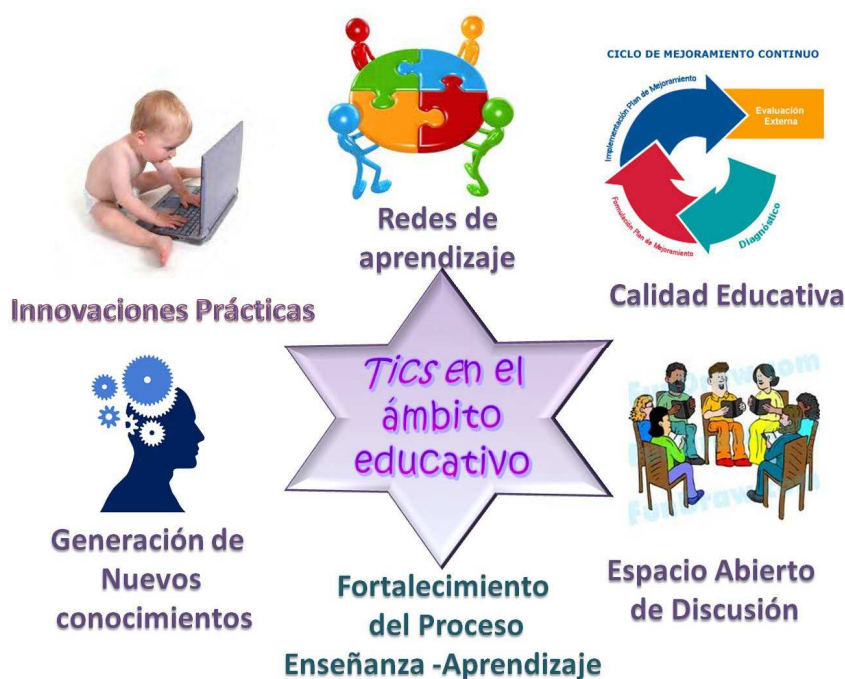 CICLO DE MEJORAMIENTO CONTINUO
Implementación Plan de Mejoramiento
Evaluación
Externa
Formulación Plan de Mejoramiento
Diagnóstico
Redes de
aprendizaje
Innovaciones Prácticas
Calidad Educativa
Tics en el
ámbito
educativo
Generación de
Nuevos
conocimientos
Fortalecimiento
del Proceso
Enseñanza -Aprendizaje
Espacio Abierto
de Discusión